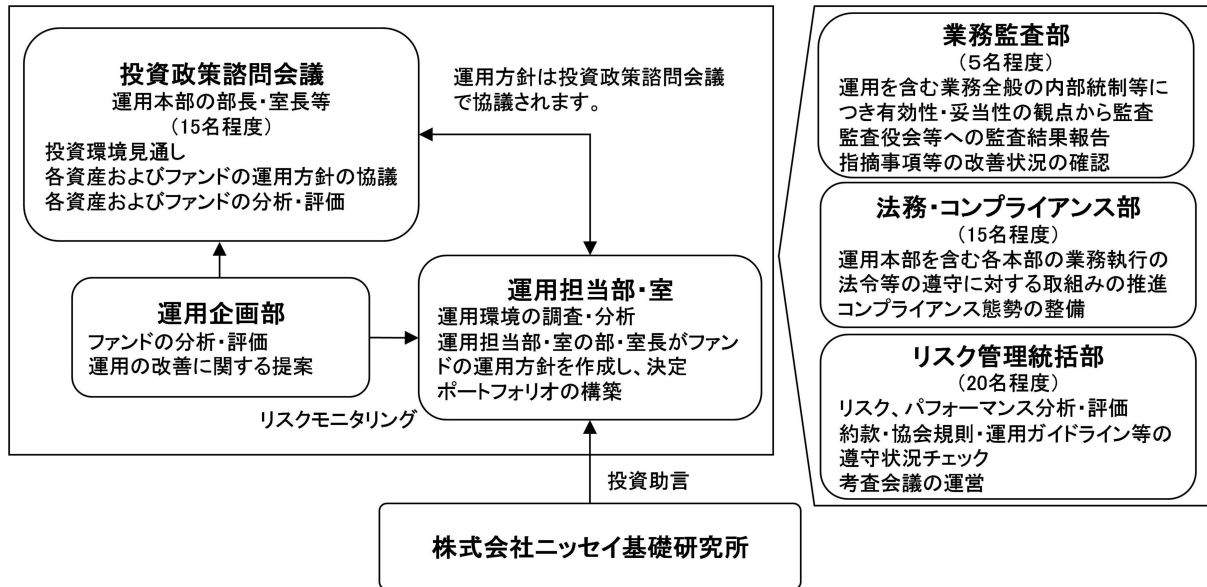 投資政策諮問会議
運用本部の部長・室長等
（15名程度）
投資環境見通し
各資産およびファンドの運用方針の協議
各資産およびファンドの分析・評価
運用方針は投資政策諮問会議
で協議されます。
運用企画部
ファンドの分析・評価
運用の改善に関する提案
リスクモニタリング
運用担当部・室
運用環境の調査・分析
運用担当部・室の部・室長がファン
ドの運用方針を作成し、決定
ポートフォリオの構築
投資助言
株式会社ニッセイ基礎研究所
業務監査部
（５名程度）
運用を含む業務全般の内部統制等に
つき有効性・妥当性の観点から監査
監査役会等への監査結果報告
指摘事項等の改善状況の確認
法務・コンプライアンス部
（15名程度）
運用本部を含む各本部の業務執行の
法令等の遵守に対する取組みの推進
コンプライアンス態勢の整備
リスク管理統括部
（20名程度）
リスク、パフォーマンス分析・評価
約款・協会規則・運用ガイドライン等の
遵守状況チェック
考査会議の運営